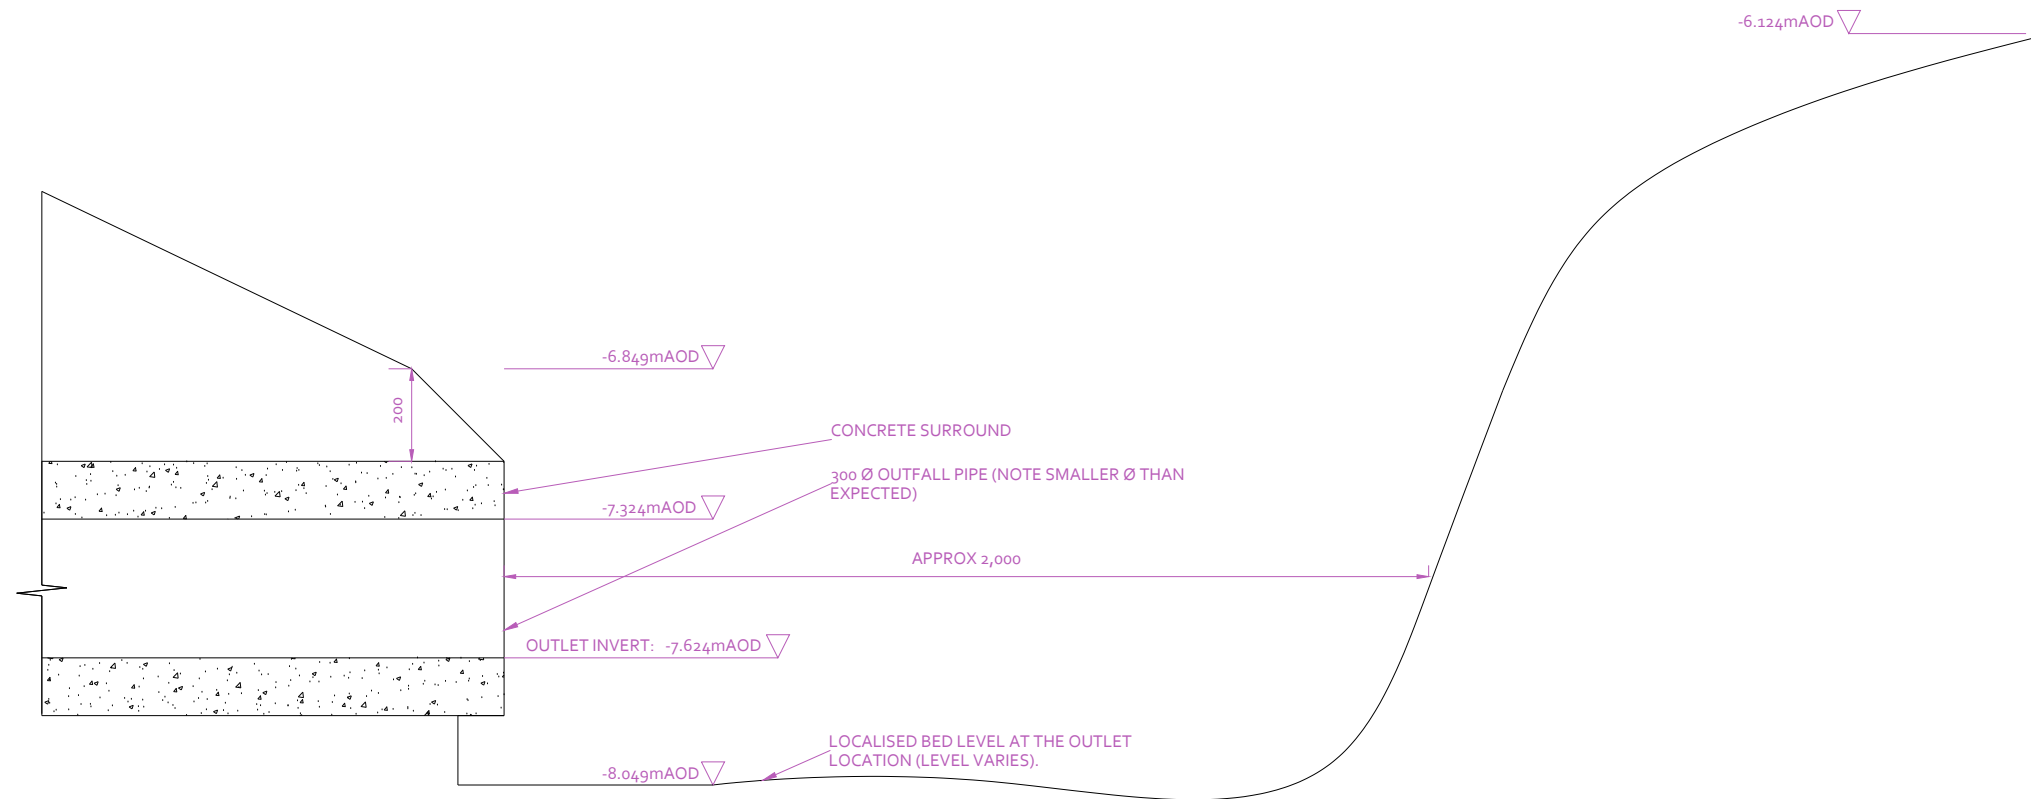 -6.124mAOD
-6.849mAOD
200
CONCRETE SURROUND
300 Ø OUTFALL PIPE (NOTE SMALLER Ø THAN
EXPECTED)
-7.324mAOD
APPROX 2,000
OUTLET INVERT: -7.624mAOD
LOCALISED BED LEVEL AT THE OUTLET
LOCATION (LEVEL VARIES).
-8.049mAOD